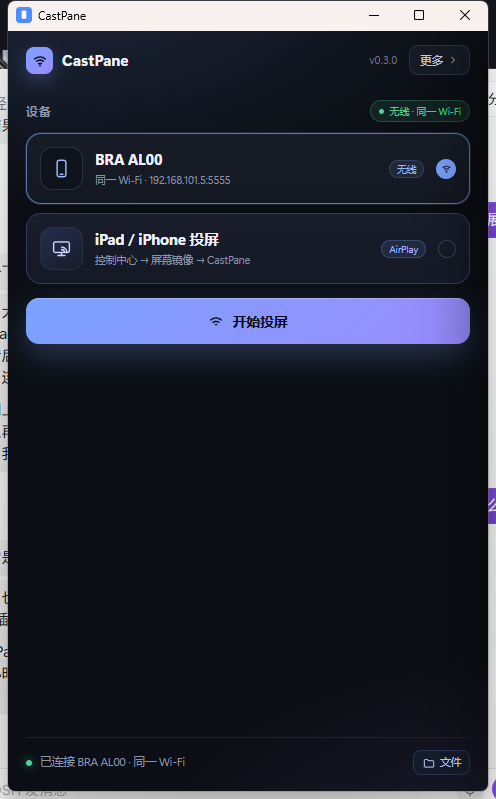 CastPane
CastPane
v0.3.0
更多
设备
无线 · 同一 Wi-Fi
BRA AL00
同一 Wi-Fi · 192.168.101.5:5555
无线
iPad / iPhone 投屏
控制中心 → 屏幕镜像 → CastPane
AirPlay
开始投屏
已连接 BRA AL00 · 同一 Wi-Fi
文件